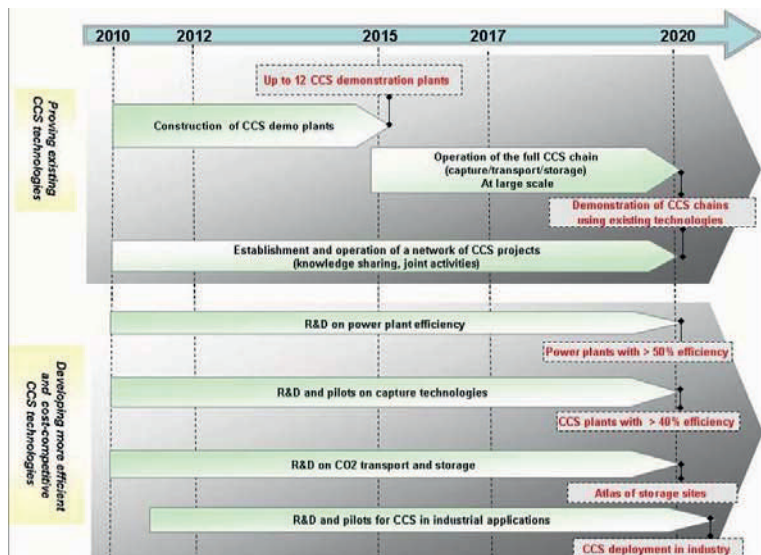 2010 2012 2015 2017 2020
Proving existing
CCS technologies
Up to 12 CCS demonstration plants
Construction of CCS demo plants
Operation of the full CCS chain
(capture/transport/storage)
At large scale
Demonstration of CCS chains
using existing technologies
Establishment and operation of a network of CCS projects
(knowledge sharing, joint activities)
Developing more efficient
and cost-competitive
CCS technologies
R&D on power plant efficiency
Power plants with > 50% efficiency
R&D and pilots on capture technologies
CCS plants with > 40% efficiency
R&D on CO2 transport and storage
Atlas of storage sites
R&D and pilots for CCS in industrial applications
CCS deployment in industry